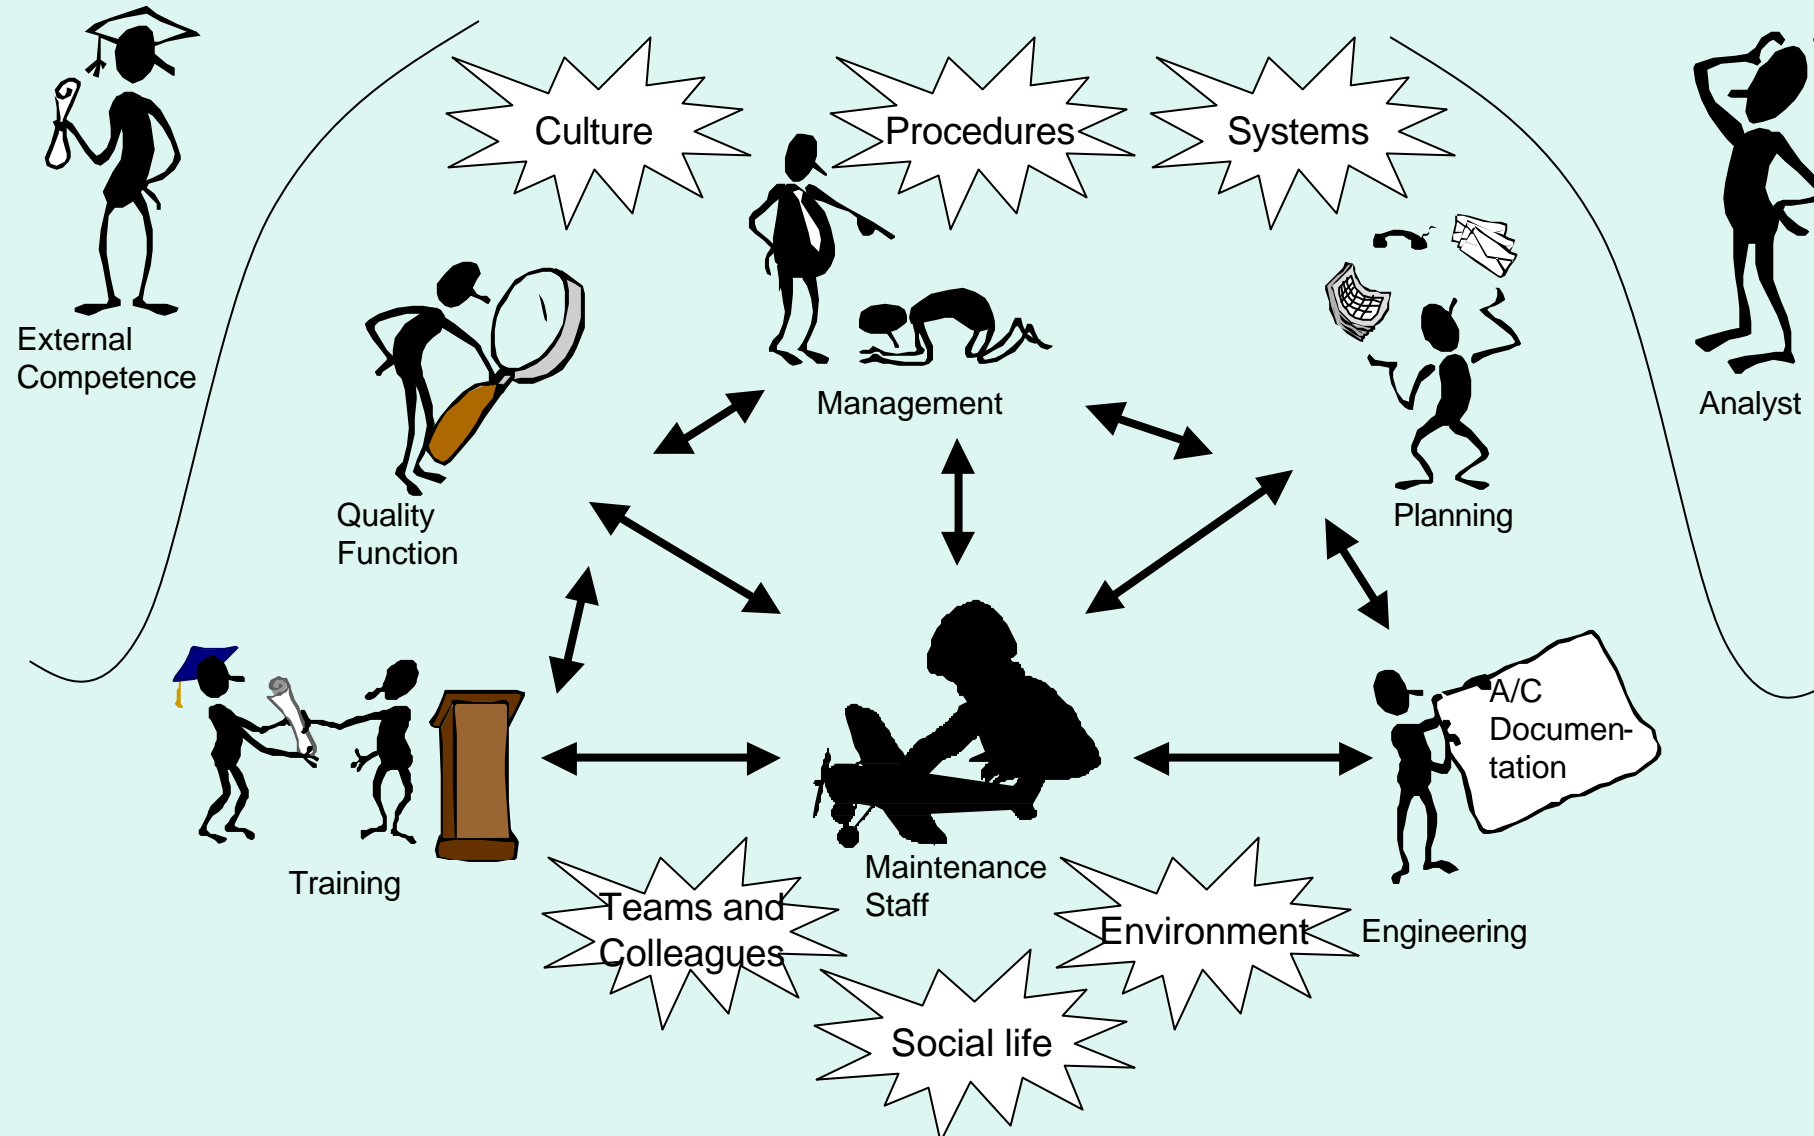 Culture
Procedures
Systems
External
Competence
Management
Analyst
Quality
Function
Planning
A/C
Documen-
tation
Training
Maintenance
Staff
Teams and
Colleagues
Environment
Engineering
Social life